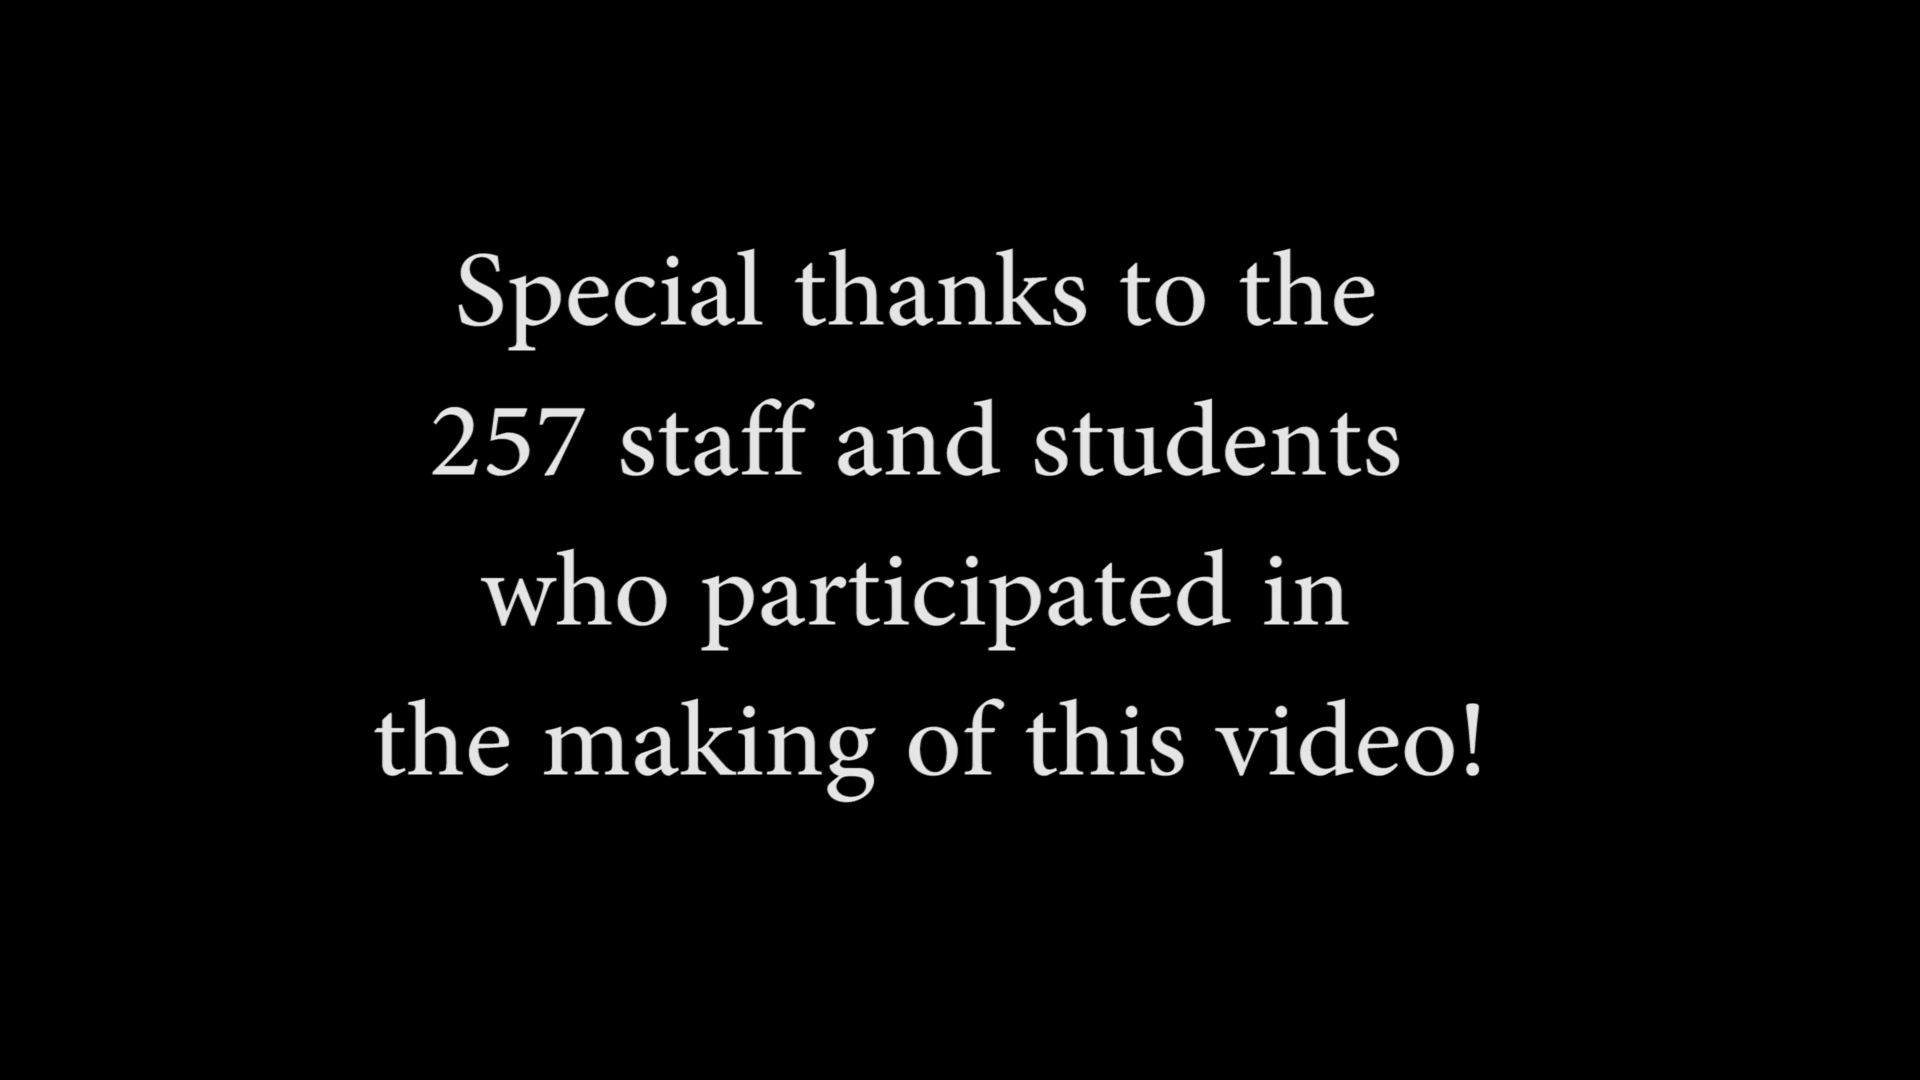 Special thanks to the
257 staff and students
who participated in
the making of this video!